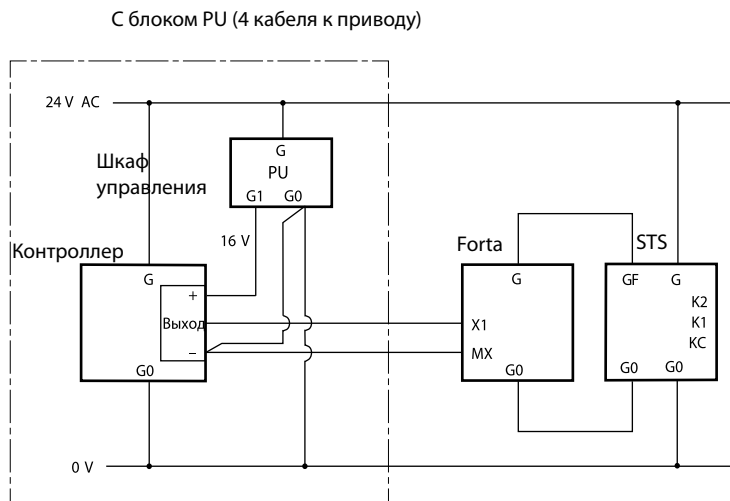 С блоком PU (4 кабеля к приводу)
24 V AC
G
PU
G1 G0
Шкаф
управления
16 V
Контроллер
G
+
Выход
–
G0
Forta
G
X1
MX
G0
STS
GF G
K2
K1
KC
G0 G0
0 V